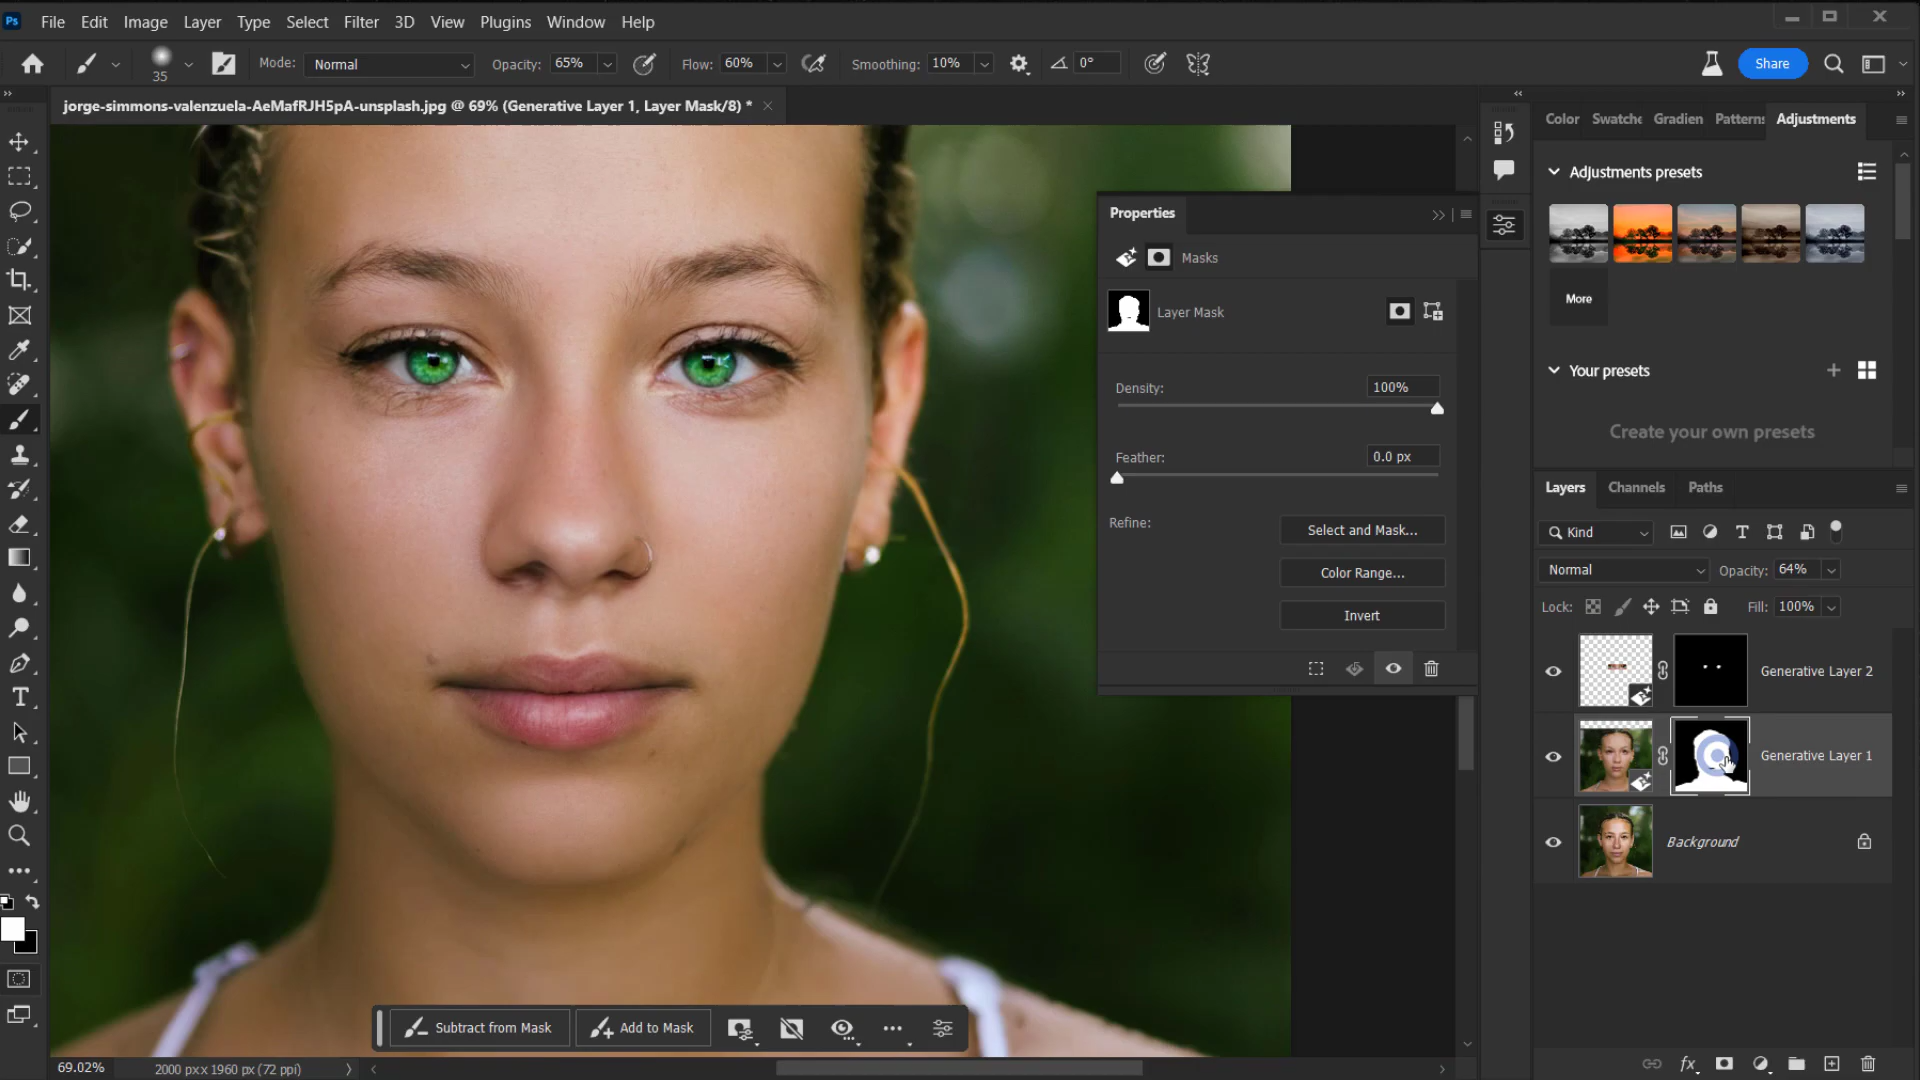 Ps File Edit Image Layer Type Select Filter 3D View Plugins Window Help
35 Mode: Normal Opacity: 65% Flow: 60% Smoothing: 10% 0° Share
jorge-simmons-valenzuela-AeMafRJH5pA-unsplash.jpg @ 69% (Generative Layer 1, Layer Mask/8) *
Color Swatche Gradien Patterns Adjustments
Adjustments presets
More
Your presets
Create your own presets
Properties
Masks
Layer Mask
Density: 100%
Feather: 0.0 px
Refine: Select and Mask...
Color Range...
Invert
Layers Channels Paths
Kind
Normal Opacity: 64%
Lock: Fill: 100%
Generative Layer 2
Generative Layer 1
Background
Subtract from Mask Add to Mask
69.02% 2000 px x 1960 px (72 ppi)